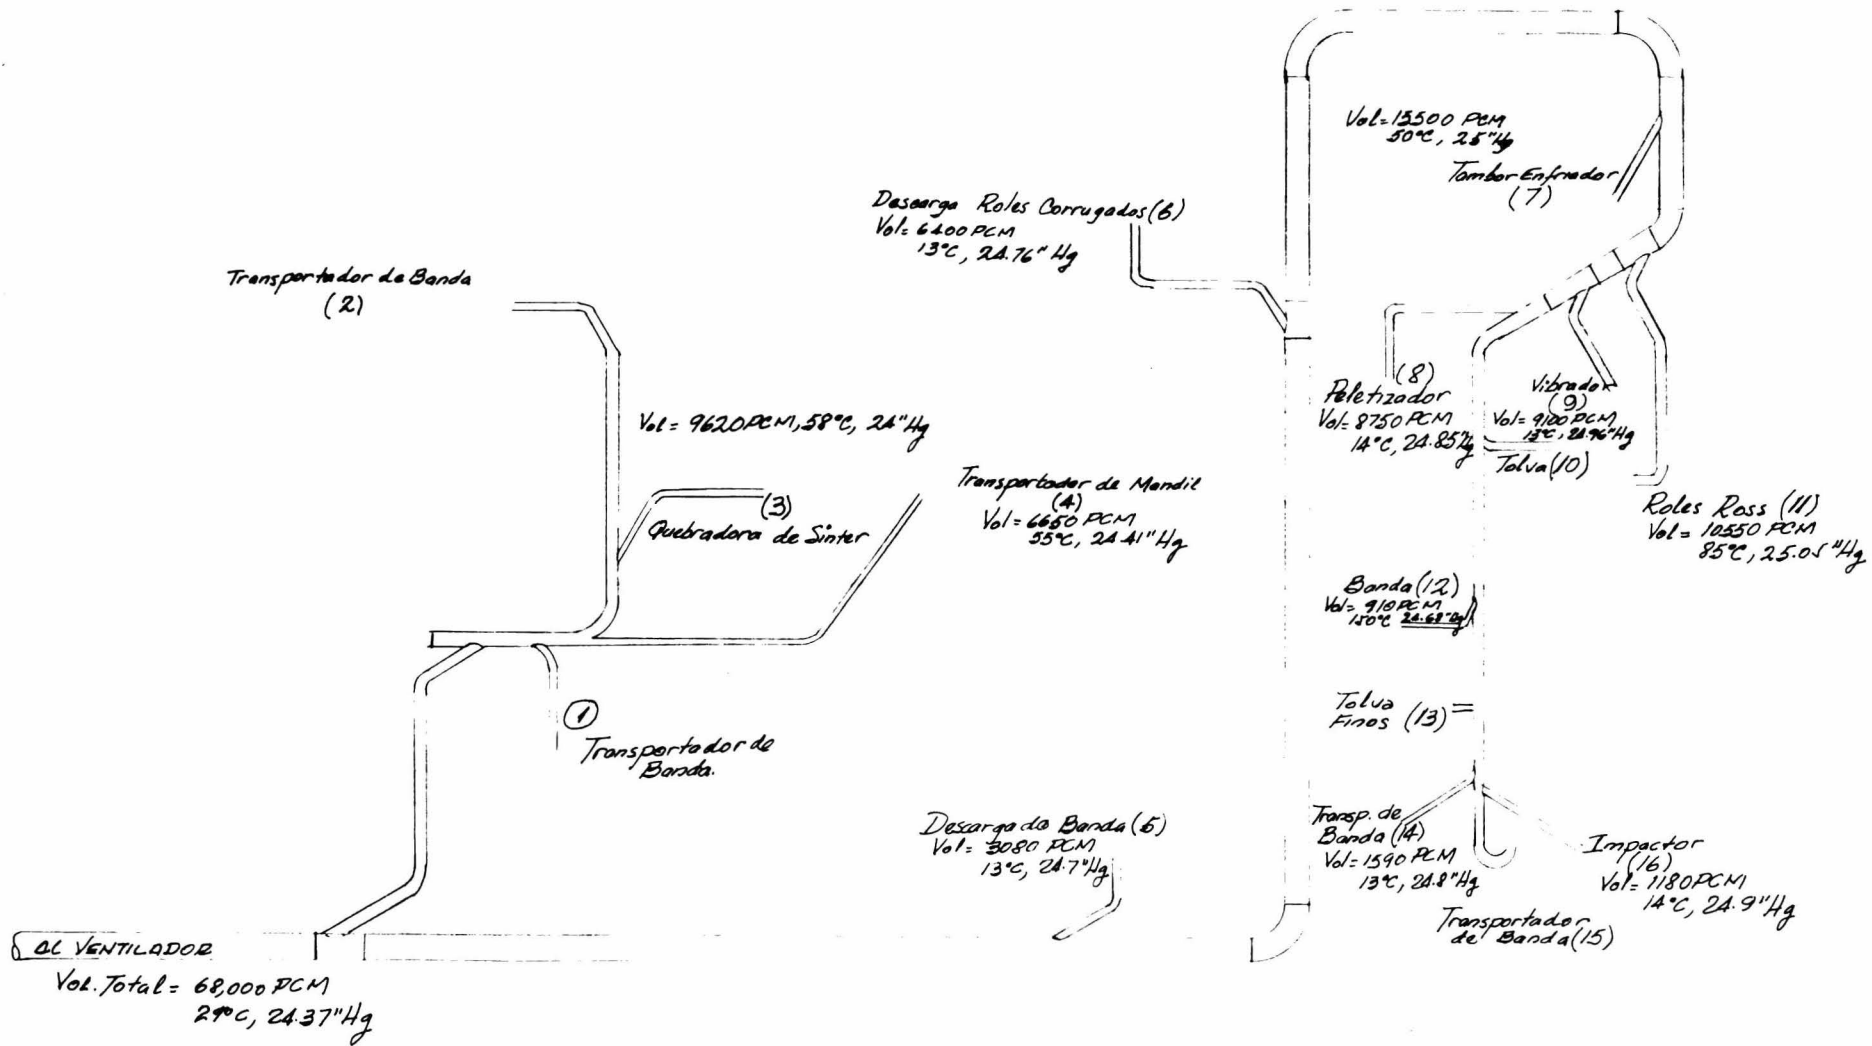 Vol=15500 PCM
50°C, 25"Hg
Tambor Enfriador
(7)
Descarga Roles Corrugados (6)
Vol= 6400 PCM
13°C, 24.76" Hg
Transportador de Banda
(2)
Vol = 9620 PCM, 58°C, 24"Hg
(3)
Quebradora de Sinter
Transportador de Mandil
(4)
Vol = 6650 PCM
55°C, 24.41"Hg
(8)
Peletizador
Vol= 8750 PCM
14°C, 24.85"Hg
Vibrador
(9)
Vol= 9100 PCM,
13°C, 24.96"Hg
Tolva (10)
Roles Ross (11)
Vol= 10550 PCM
85°C, 25.05"Hg
Banda (12)
Vol= 910 PCM
150°C 24.68"Hg
Tolva
Finos (13)
1
Transportador de
Banda.
Descarga de Banda (5)
Vol= 3080 PCM
13°C, 24.7"Hg
Transp. de
Banda (14)
Vol= 1590 PCM
13°C, 24.8"Hg
Impactor
(16)
Vol= 1180 PCM
14°C, 24.9"Hg
Transportador
de Banda (15)
AL VENTILADOR
Vol. Total = 68,000 PCM
29°C, 24.37"Hg